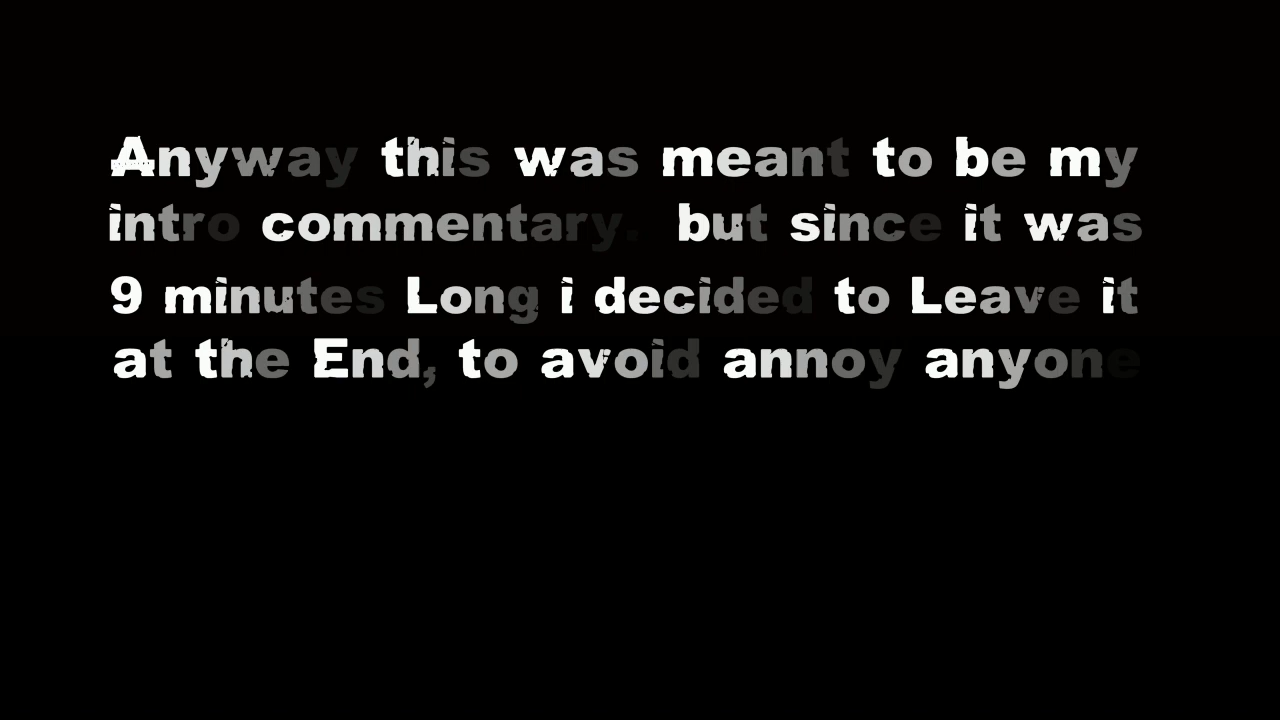 Anyway this was meant to be my
intro commentary. but since it was
9 minutes Long i decided to Leave it
at the End, to avoid annoy anyone